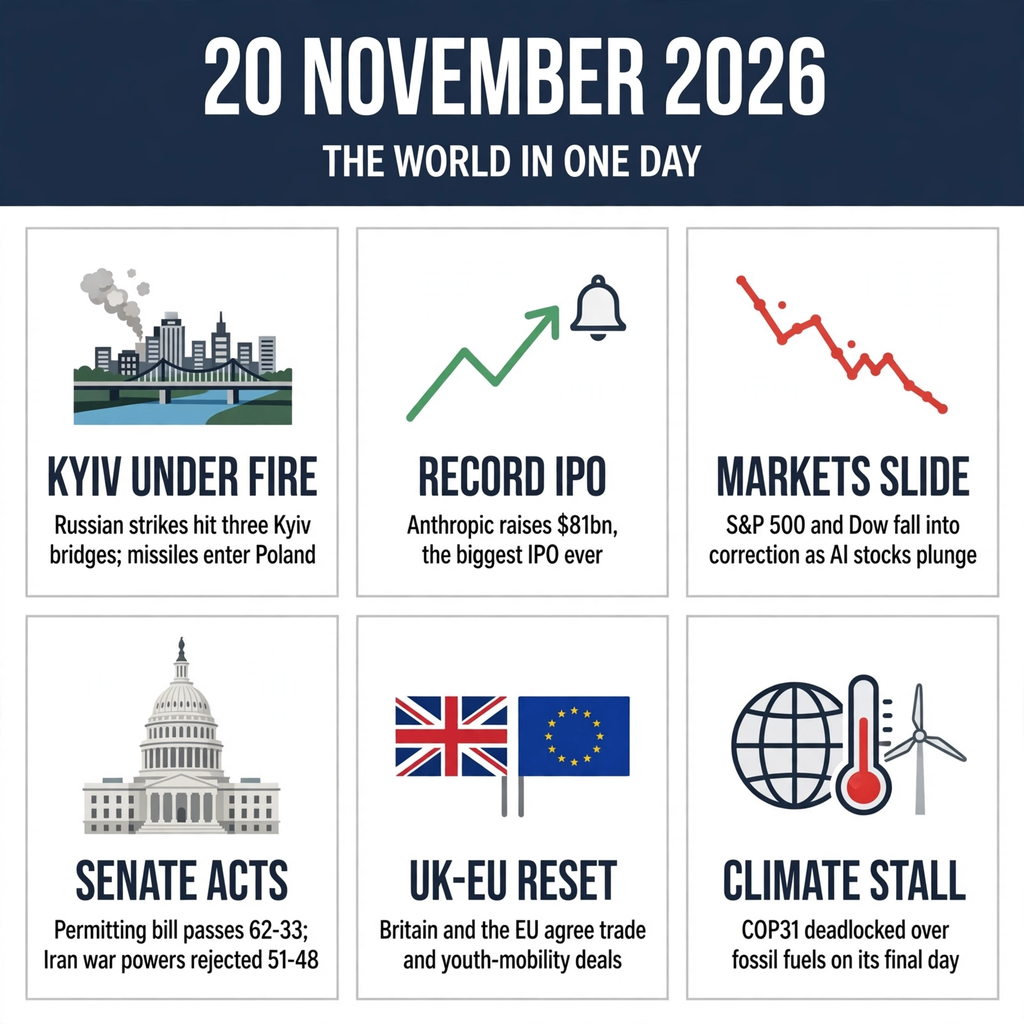 20 NOVEMBER 2026
THE WORLD IN ONE DAY
KYIV UNDER FIRE
Russian strikes hit three Kyiv
bridges; missiles enter Poland
RECORD IPO
Anthropic raises $81bn,
the biggest IPO ever
MARKETS SLIDE
S&P 500 and Dow fall into
correction as AI stocks plunge
SENATE ACTS
Permitting bill passes 62-33;
Iran war powers rejected 51-48
UK-EU RESET
Britain and the EU agree trade
and youth-mobility deals
CLIMATE STALL
COP31 deadlocked over
fossil fuels on its final day